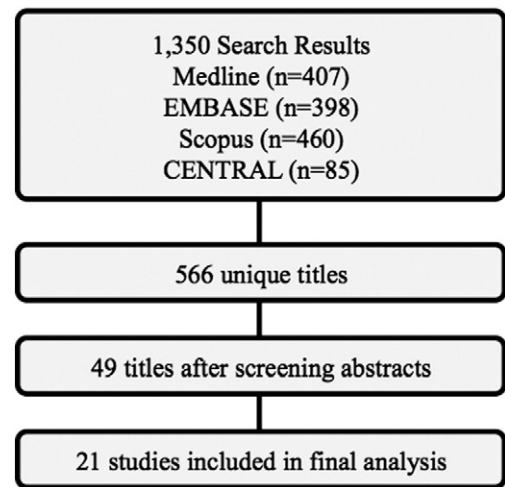 1,350 Search Results
Medline (n=407)
EMBASE (n=398)
Scopus (n=460)
CENTRAL (n=85)
566 unique titles
49 titles after screening abstracts
21 studies included in final analysis